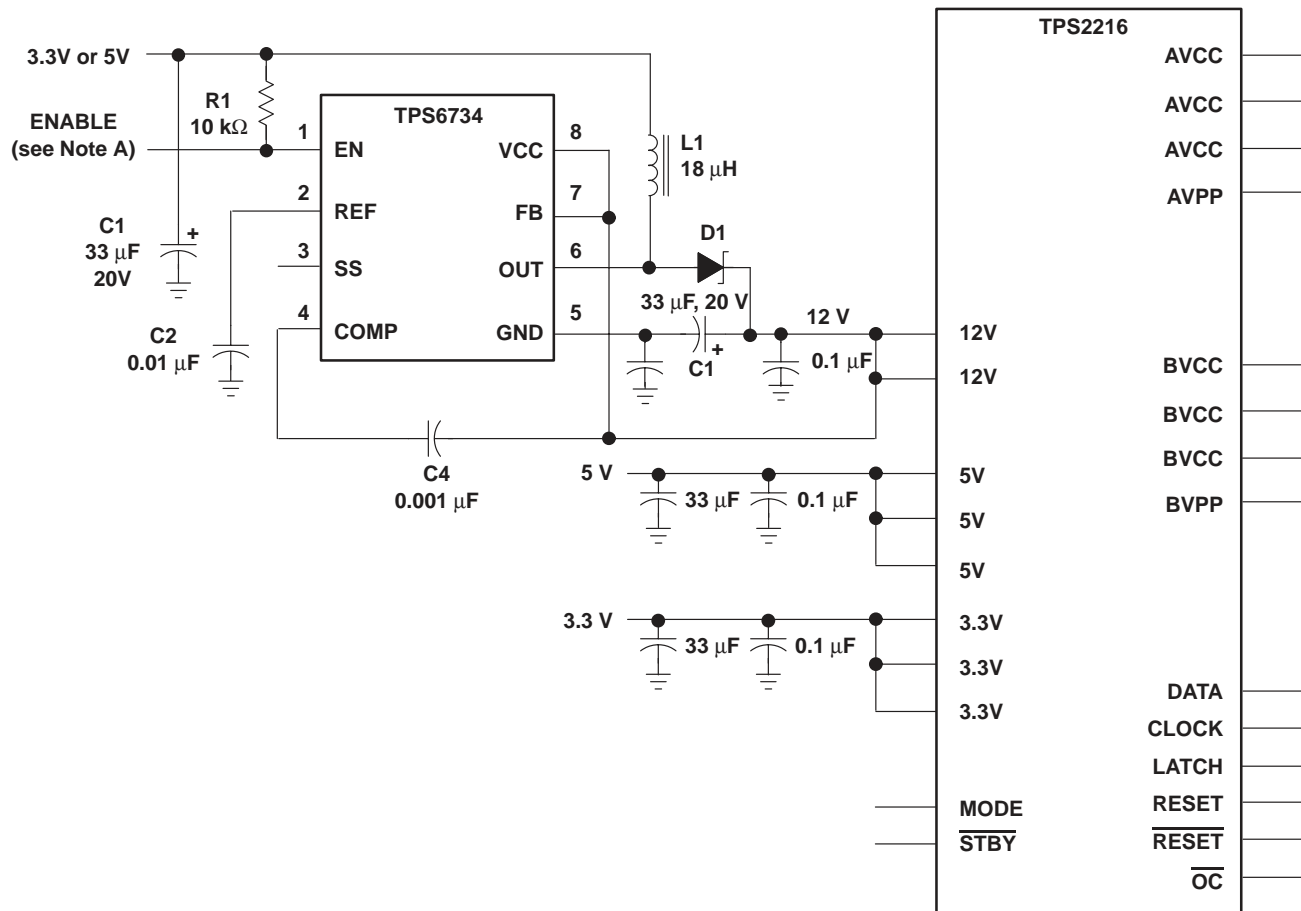 TPS2216
3.3V or 5V
ENABLE
(see Note A)
R1
10 kΩ
TPS6734
1
EN
2
REF
3
SS
4
COMP
8
VCC
7
FB
6
OUT
5
GND
L1
18 μH
D1
C1
33 μF
20V
C2
0.01 μF
33 μF, 20 V
C1
12 V
0.1 μF
C4
0.001 μF
5 V
33 μF
0.1 μF
3.3 V
33 μF
0.1 μF
12V
12V
5V
5V
5V
3.3V
3.3V
3.3V
MODE
STBY
AVCC
AVCC
AVCC
AVPP
BVCC
BVCC
BVCC
BVPP
DATA
CLOCK
LATCH
RESET
RESET
OC